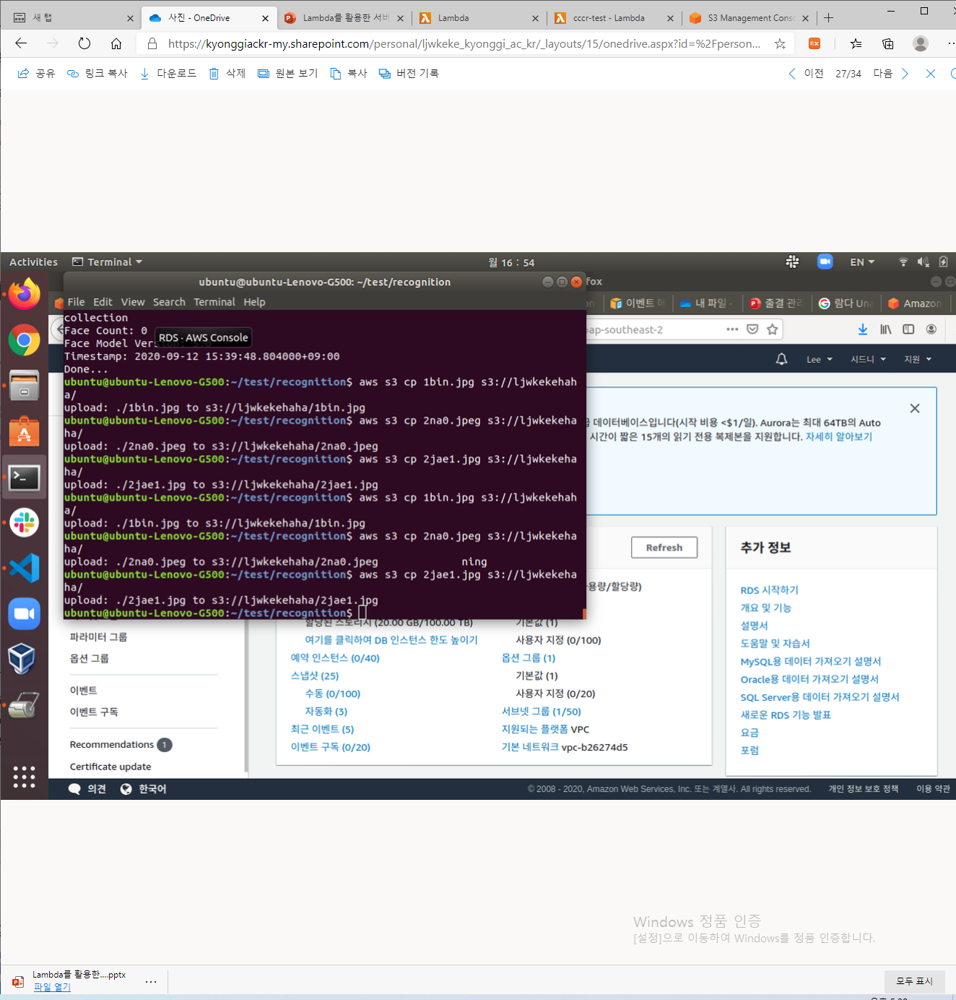 새 탭
사진 - OneDrive
Lambda를 활용한 서버
Lambda
cccr-test - Lambda
S3 Management Consc
https://kyonggiackr-my.sharepoint.com/personal/ljwkeke_kyonggi_ac_kr/_layouts/15/onedrive.aspx?id=%2Fperson...
공유
링크 복사
다운로드
삭제
원본 보기
복사
버전 기록
이전
27/34
다음
Activities
Terminal
월 16 : 54
EN
ubuntu@ubuntu-Lenovo-G500: ~/test/recognition
fox
File Edit View Search Terminal Help
이벤트
내 파일 -
출결 관리
람다 Una
Amazon
=ap-southeast-2
Lee
시드니
지원
collection
Face Count: 0
RDS · AWS Console
Face Model Ver
Timestamp: 2020-09-12 15:39:48.804000+09:00
Done...
ubuntu@ubuntu-Lenovo-G500:~/test/recognition$ aws s3 cp 1bin.jpg s3://ljwkekehah
a/
upload: ./1bin.jpg to s3://ljwkekehaha/1bin.jpg
ubuntu@ubuntu-Lenovo-G500:~/test/recognition$ aws s3 cp 2na0.jpeg s3://ljwkekeha
ha/
upload: ./2na0.jpeg to s3://ljwkekehaha/2na0.jpeg
ubuntu@ubuntu-Lenovo-G500:~/test/recognition$ aws s3 cp 2jae1.jpg s3://ljwkekeha
ha/
upload: ./2jae1.jpg to s3://ljwkekehaha/2jae1.jpg
ubuntu@ubuntu-Lenovo-G500:~/test/recognition$ aws s3 cp 1bin.jpg s3://ljwkekehah
a/
upload: ./1bin.jpg to s3://ljwkekehaha/1bin.jpg
ubuntu@ubuntu-Lenovo-G500:~/test/recognition$ aws s3 cp 2na0.jpeg s3://ljwkekeha
ha/
upload: ./2na0.jpeg to s3://ljwkekehaha/2na0.jpeg ning
ubuntu@ubuntu-Lenovo-G500:~/test/recognition$ aws s3 cp 2jae1.jpg s3://ljwkekeha
ha/
upload: ./2jae1.jpg to s3://ljwkekehaha/2jae1.jpg
ubuntu@ubuntu-Lenovo-G500:~/test/recognition$
데이터베이스입니다(시작 비용 <$1/일). Aurora는 최대 64TB의 Auto
시간이 짧은 15개의 읽기 전용 복제본을 지원합니다. 자세히 알아보기
Refresh
용량/할당량)
파라미터 그룹
옵션 그룹
이벤트
이벤트 구독
Recommendations 1
Certificate update
할당된 스토리지 (20.00 GB/100.00 TB)
여기를 클릭하여 DB 인스턴스 한도 높이기
예약 인스턴스 (0/40)
스냅샷 (25)
수동 (0/100)
자동화 (3)
최근 이벤트 (5)
이벤트 구독 (0/20)
기본값 (1)
사용자 지정 (0/100)
옵션 그룹 (1)
기본값 (1)
사용자 지정 (0/20)
서브넷 그룹 (1/50)
지원되는 플랫폼 VPC
기본 네트워크 vpc-b26274d5
추가 정보
RDS 시작하기
개요 및 기능
설명서
도움말 및 자습서
MySQL용 데이터 가져오기 설명서
Oracle용 데이터 가져오기 설명서
SQL Server용 데이터 가져오기 설명서
새로운 RDS 기능 발표
요금
포럼
의견
한국어
© 2008 - 2020, Amazon Web Services, Inc. 또는 계열사. All rights reserved.
개인 정보 보호 정책
이용 약관
Windows 정품 인증
[설정]으로 이동하여 Windows를 정품 인증합니다.
Lambda를 활용한....pptx
파일 열기
모두 표시